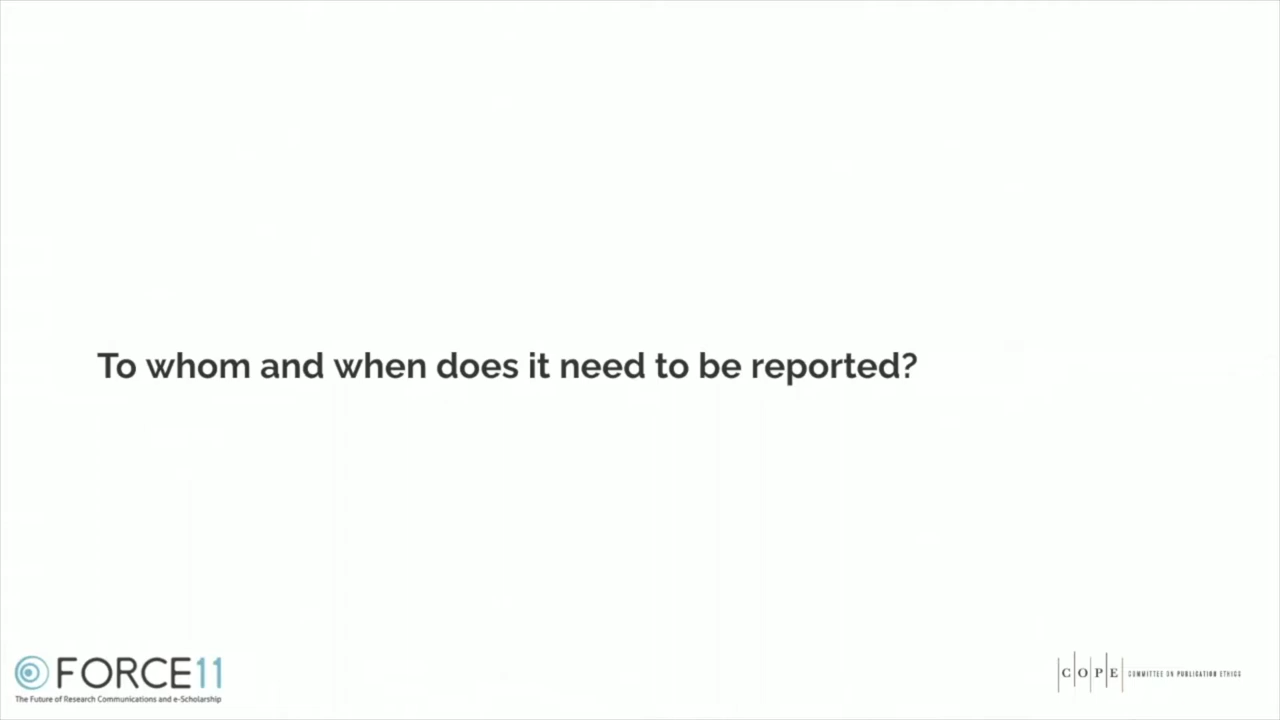 To whom and when does it need to be reported?
FORCE11
The Future of Research Communications and e-Scholarship
COPE COMMITTEE ON PUBLICATION ETHICS